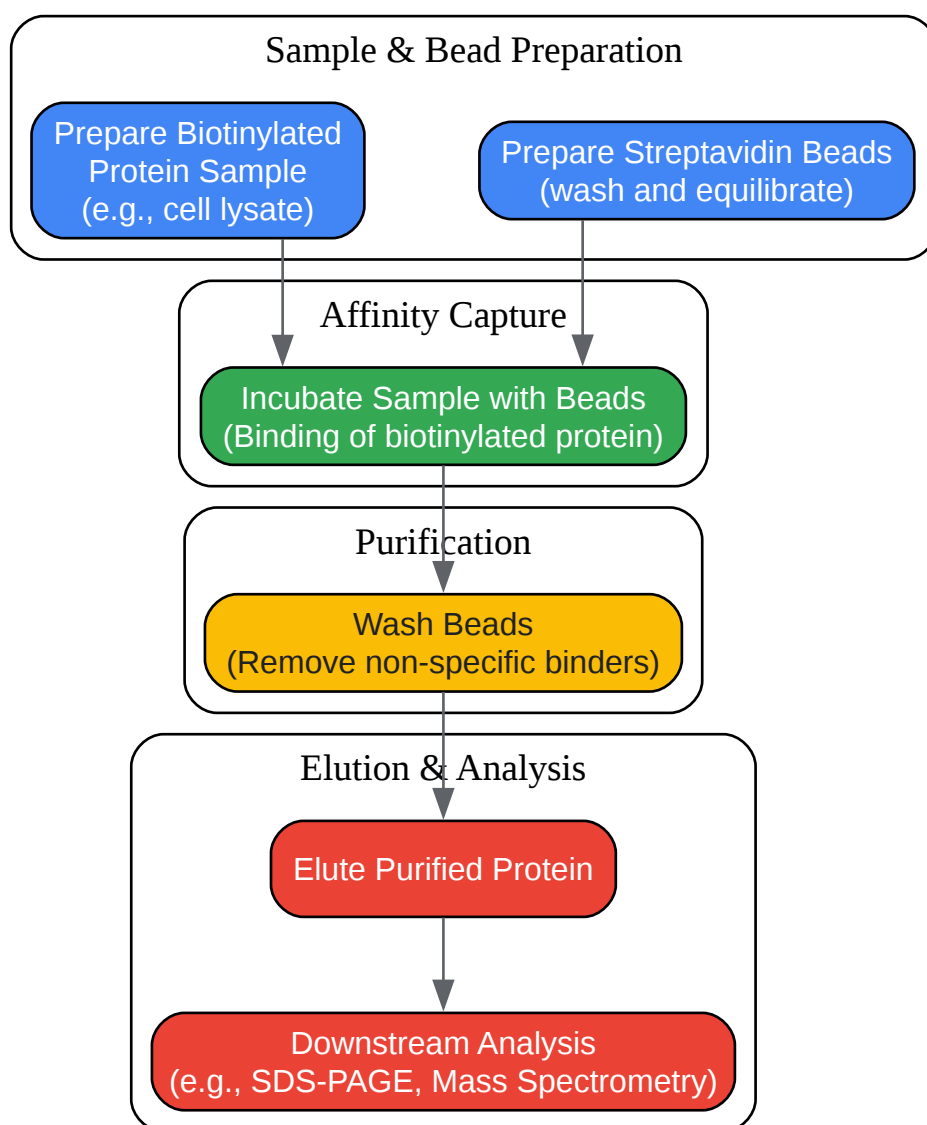 Sample & Bead Preparation
Prepare Biotinylated
Protein Sample
(e.g., cell lysate)
Prepare Streptavidin Beads
(wash and equilibrate)
Affinity Capture
Incubate Sample with Beads
(Binding of biotinylated protein)
Purification
Wash Beads
(Remove non-specific binders)
Elution & Analysis
Elute Purified Protein
Downstream Analysis
(e.g., SDS-PAGE, Mass Spectrometry)